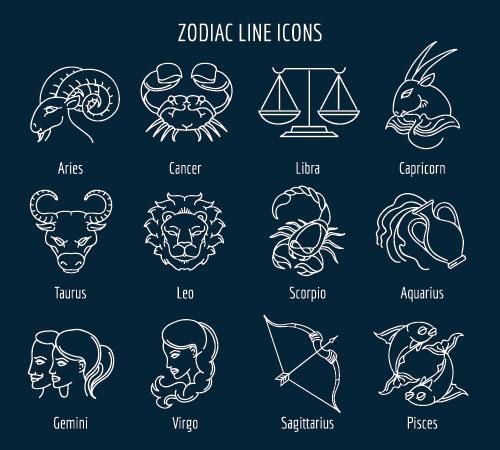 ZODIAC LINE ICONS
Aries
Cancer
Libra
Capricorn
Taurus
Leo
Scorpio
Aquarius
Gemini
Virgo
Sagittarius
Pisces